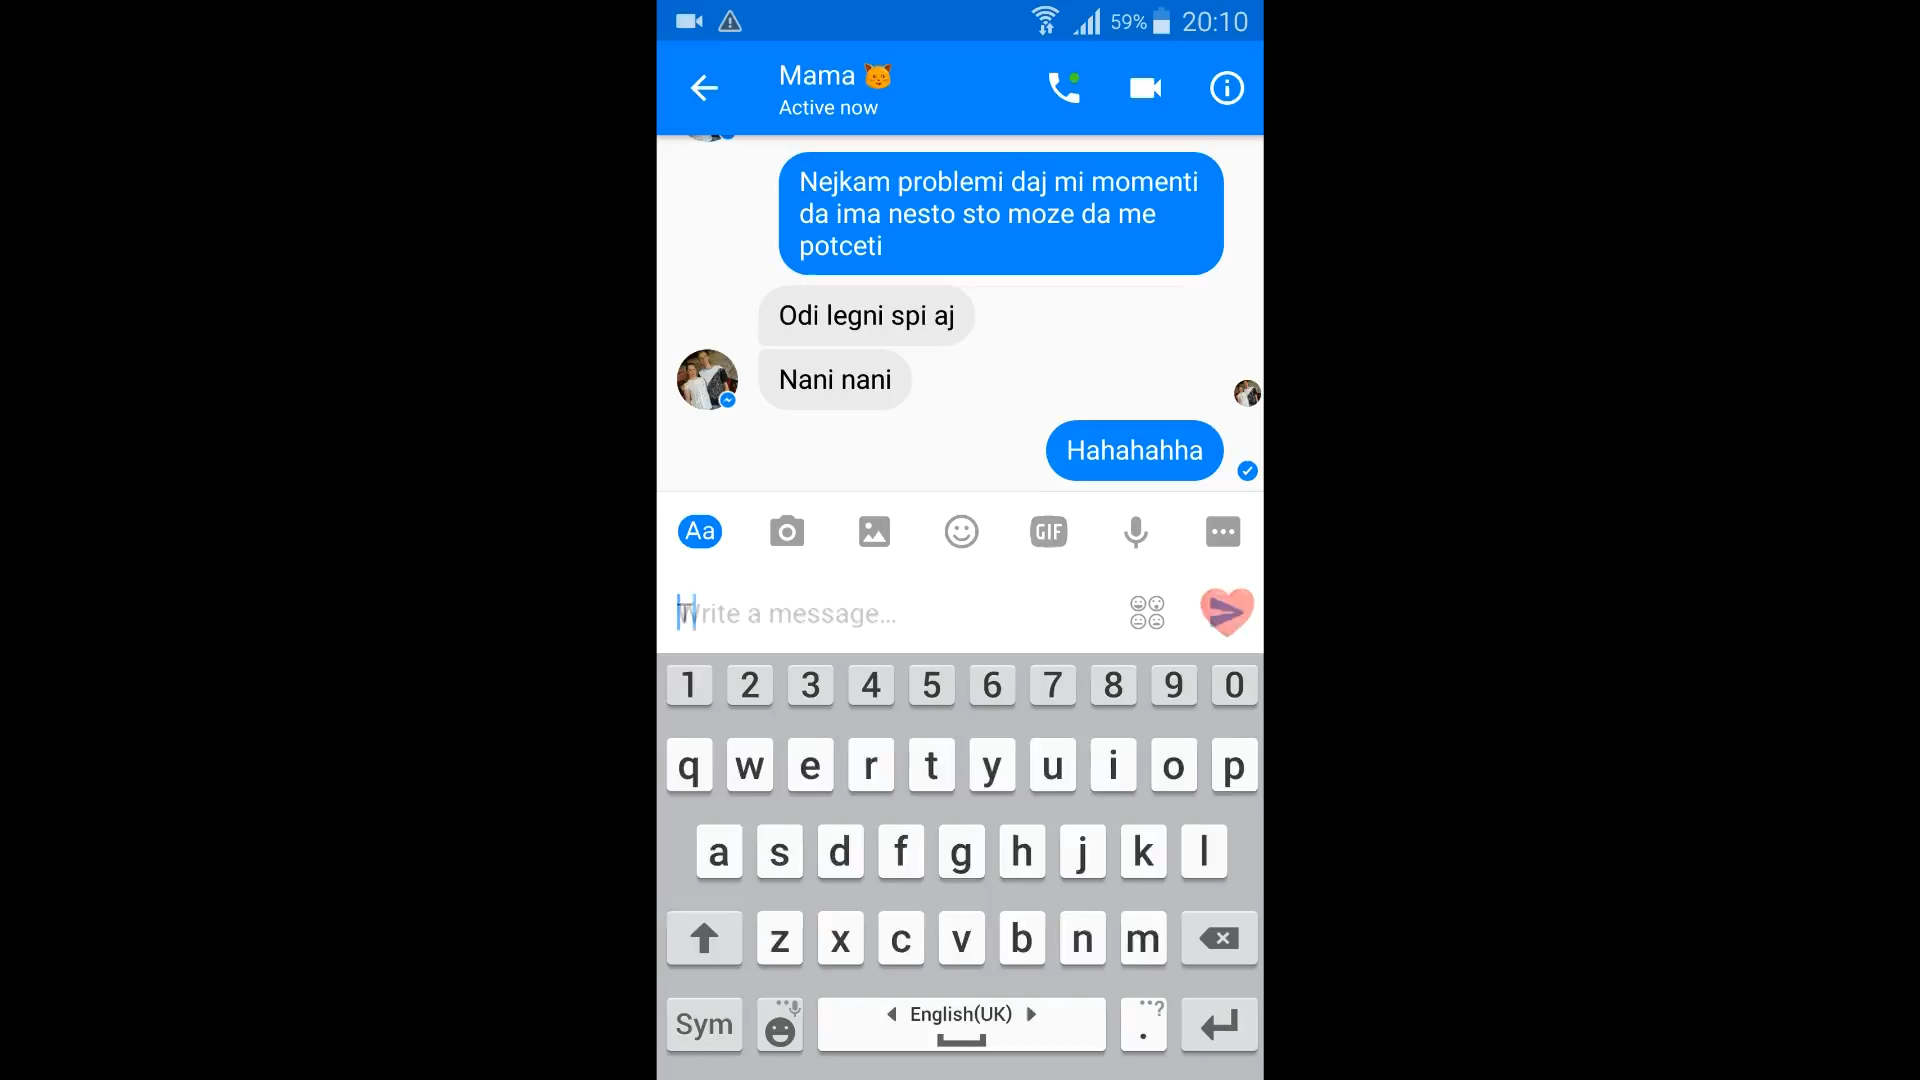 59% 20:10
Mama
Active now
Nejkam problemi daj mi momenti
da ima nesto sto moze da me
potceti
Odi legni spi aj
Nani nani
Hahahahha
Aa
GIF
Write a message...
1 2 3 4 5 6 7 8 9 0
q w e r t y u i o p
a s d f g h j k l
z x c v b n m
Sym English(UK) . ?